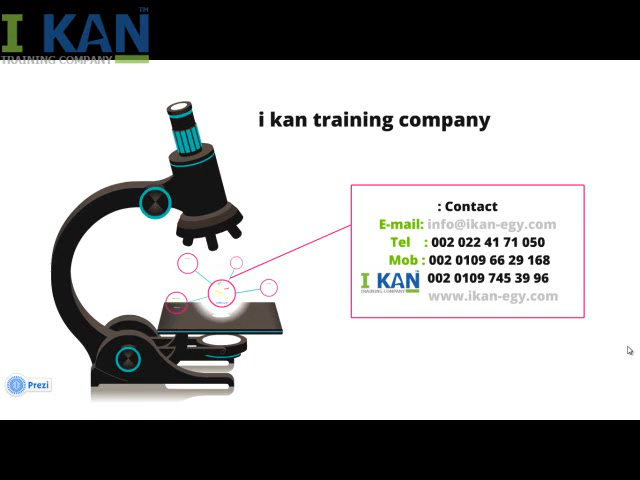 I KAN™
TRAINING COMPANY
i kan training company
: Contact
E-mail: info@ikan-egy.com
Tel : 002 022 41 71 050
Mob : 002 0109 66 29 168
I KAN
TRAINING COMPANY
002 0109 745 39 96
www.ikan-egy.com
Prezi